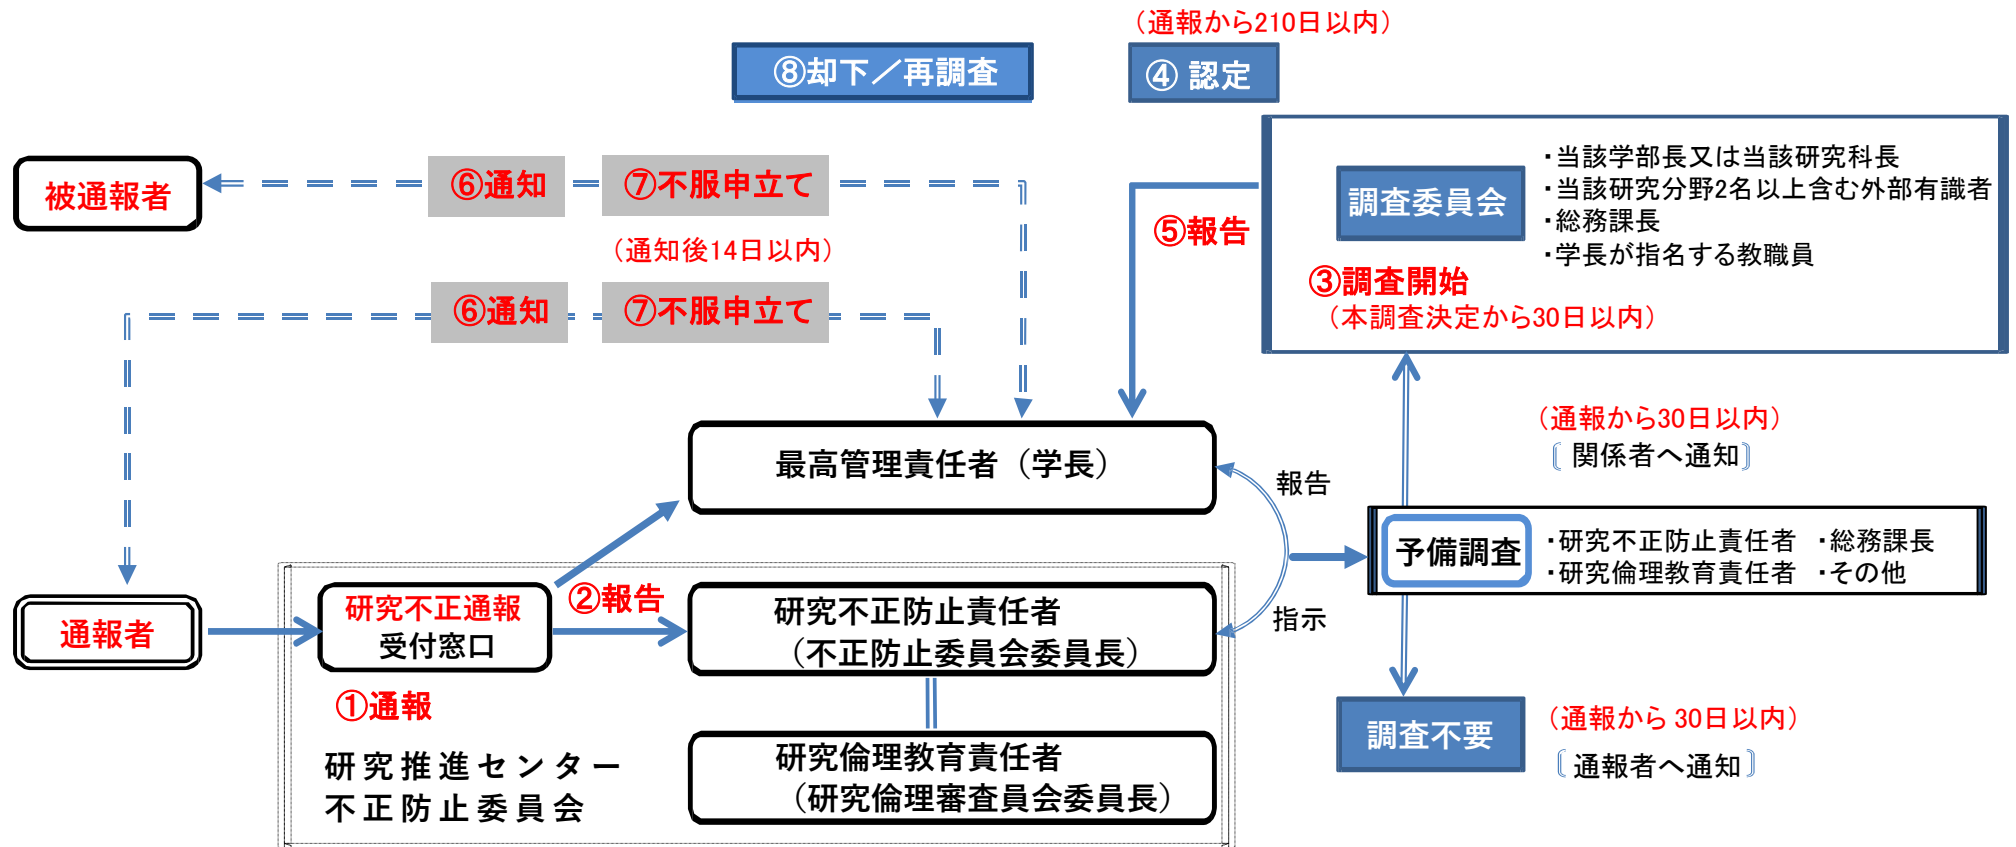 （通報から210日以内）
⑧却下／再調査
④ 認定
被通報者
⑥通知
⑦不服申立て
（通知後14日以内）
⑥通知
⑦不服申立て
⑤報告
調査委員会
・当該学部長又は当該研究科長
・当該研究分野2名以上含む外部有識者
・総務課長
・学長が指名する教職員
③調査開始
（本調査決定から30日以内）
（通報から30日以内）
〔 関係者へ通知〕
最高管理責任者（学長）
報告
予備調査
・研究不正防止責任者 ・総務課長
・研究倫理教育責任者 ・その他
指示
通報者
研究不正通報
受付窓口
②報告
研究不正防止責任者
（不正防止委員会委員長）
①通報
研究推進センター
不正防止委員会
研究倫理教育責任者
（研究倫理審査員会委員長）
調査不要
（通報から 30日以内）
〔 通報者へ通知〕